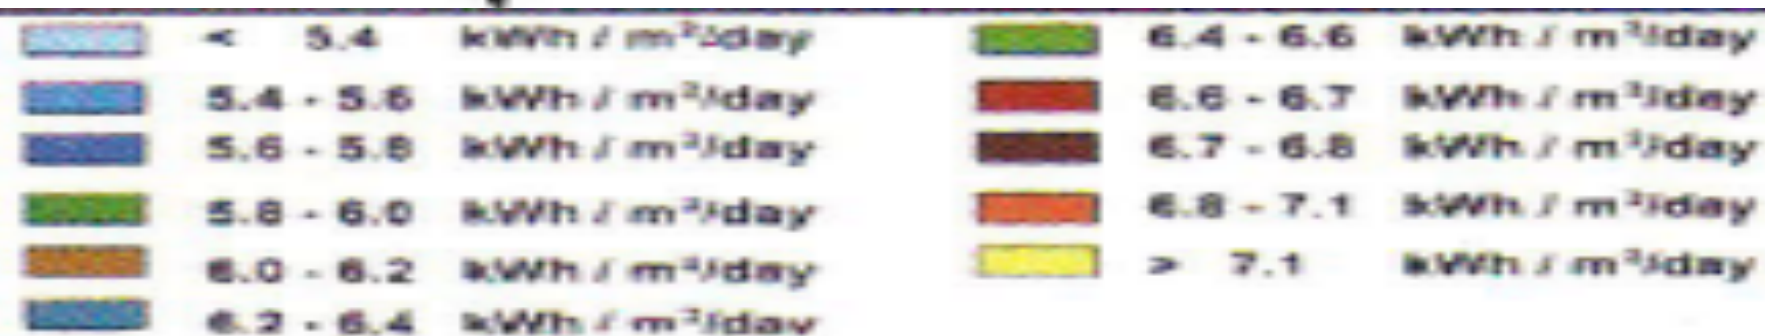 < 5.4 kWh / m²/day
5.4 - 5.6 kWh / m²/day
5.6 - 5.8 kWh / m²/day
5.8 - 6.0 kWh / m²/day
6.0 - 6.2 kWh / m²/day
6.2 - 6.4 kWh / m²/day
6.4 - 6.6 kWh / m²/day
6.6 - 6.7 kWh / m²/day
6.7 - 6.8 kWh / m²/day
6.8 - 7.1 kWh / m²/day
> 7.1 kWh / m²/day